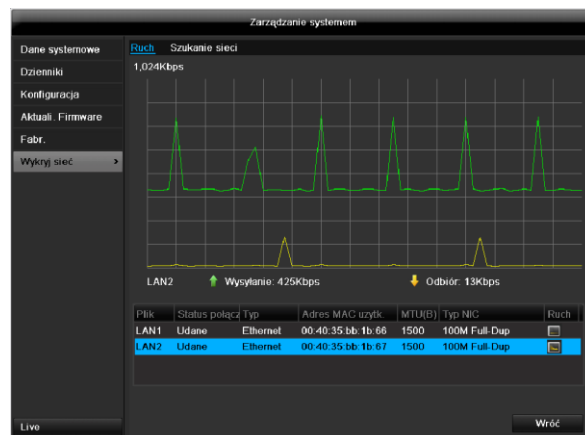 Zarządzanie systemem
Dane systemowe
Dzienniki
Konfiguracja
Aktuali. Firmware
Fabr.
Wykryj sieć >
Live
Ruch Szukanie sieci
1,024Kbps
LAN2 Wysyłanie: 425Kbps Odbiór: 13Kbps
Plik Status połącz Typ Adres MAC uzytk. MTU(B) Typ NIC Ruch
LAN1 Udane Ethernet 00:40:35:bb:1b:66 1500 100M Full-Dup
LAN2 Udane Ethernet 00:40:35:bb:1b:67 1500 100M Full-Dup
Wróć